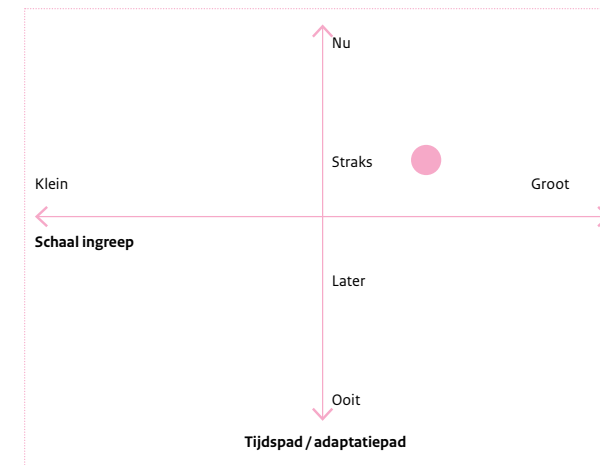 Nu
Straks
Klein
Groot
Schaal ingreep
Later
Ooit
Tijdspad / adaptatiepad